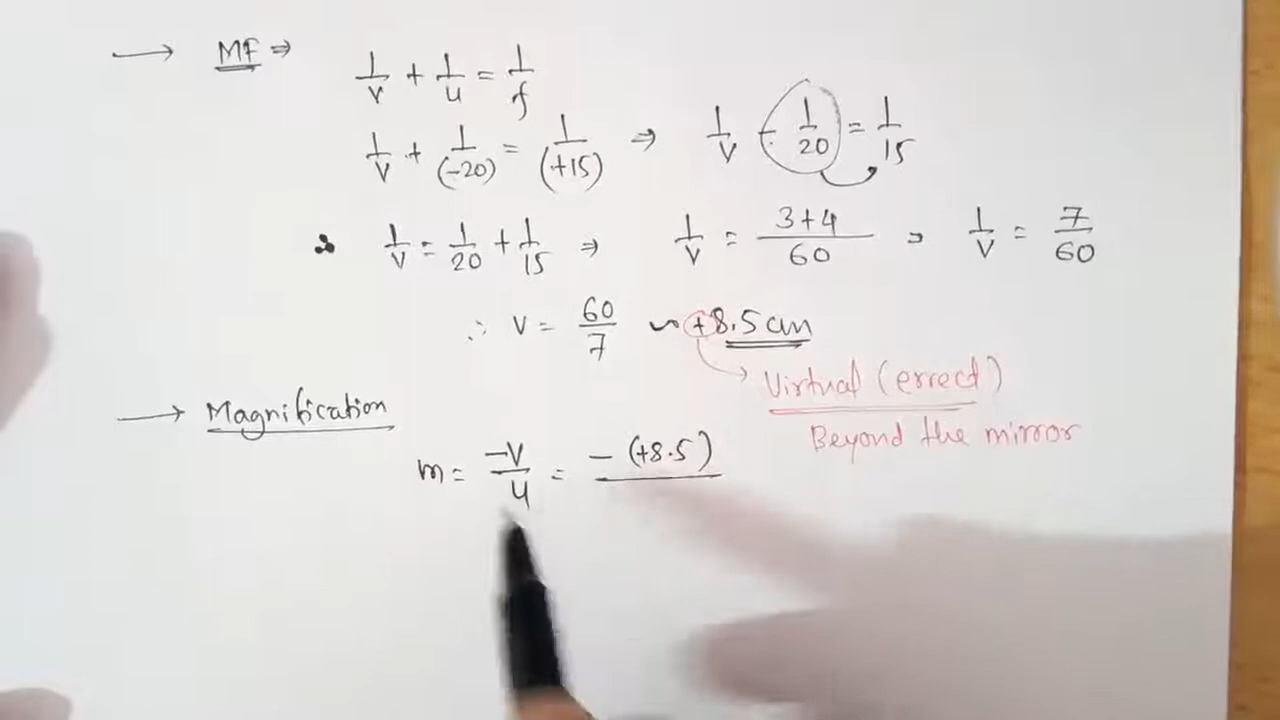 → MF ⇒ 1/v + 1/u = 1/f
1/v + 1/(-20) = 1/(+15) ⇒ 1/v - 1/20 = 1/15
∴ 1/v = 1/20 + 1/15 ⇒ 1/v = 3+4/60 ⇒ 1/v = 7/60
∴ v = 60/7 ~ +8.5 cm
Virtual (errect)
→ Magnification
Beyond the mirror
m = -v/u = - (+8.5)